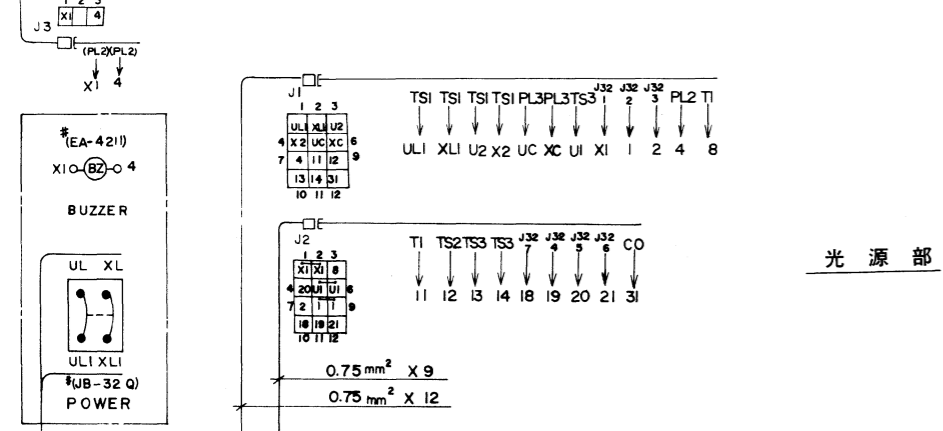 1 2 3
X1 4
J3
(PL2)(PL2)
X1 4
#(EA-4211)
X1 BZ 4
BUZZER
UL XL
UL1 XL1
#(JB-32 Q)
POWER
J1
1 2 3
UL1 XL1 U2
4 X2 UC XC 6
7 4 11 12 9
13 14 31
10 11 12
TS1 TS1 TS1 TS1 PL3 PL3 TS3 J32 1 J32 2 J32 3 PL2 T1
UL1 XL1 U2 X2 UC XC U1 X1 1 2 4 8
J2
1 2 3
X1 X1 8
4 20 U1 U1 6
7 2 1 1 9
18 19 21
10 11 12
T1 TS2 TS3 TS3 J32 7 J32 4 J32 5 J32 6 CO
11 12 13 14 18 19 20 21 31
光源部
0.75 mm² X 9
0.75 mm² X 12